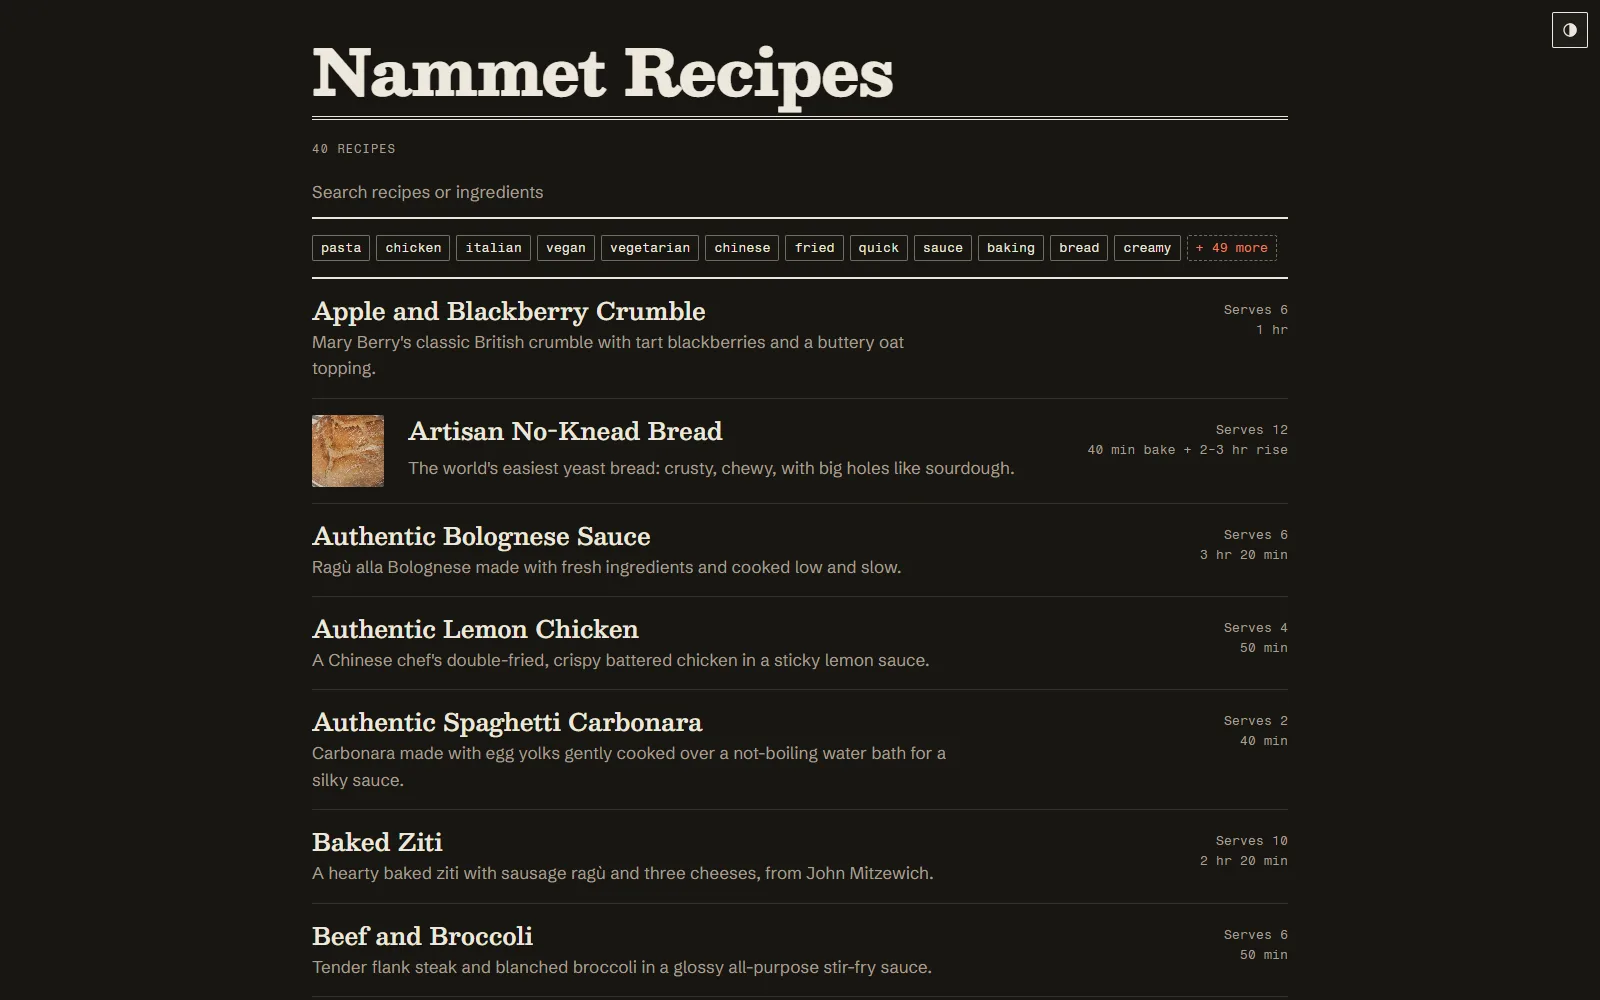 Nammet Recipes
40 RECIPES
Search recipes or ingredients
pasta chicken italian vegan vegetarian chinese fried quick sauce baking bread creamy + 49 more
Apple and Blackberry Crumble
Serves 6
1 hr
Mary Berry's classic British crumble with tart blackberries and a buttery oat
topping.
Artisan No-Knead Bread
Serves 12
40 min bake + 2-3 hr rise
The world's easiest yeast bread: crusty, chewy, with big holes like sourdough.
Authentic Bolognese Sauce
Serves 6
3 hr 20 min
Ragù alla Bolognese made with fresh ingredients and cooked low and slow.
Authentic Lemon Chicken
Serves 4
50 min
A Chinese chef's double-fried, crispy battered chicken in a sticky lemon sauce.
Authentic Spaghetti Carbonara
Serves 2
40 min
Carbonara made with egg yolks gently cooked over a not-boiling water bath for a
silky sauce.
Baked Ziti
Serves 10
2 hr 20 min
A hearty baked ziti with sausage ragù and three cheeses, from John Mitzewich.
Beef and Broccoli
Serves 6
50 min
Tender flank steak and blanched broccoli in a glossy all-purpose stir-fry sauce.